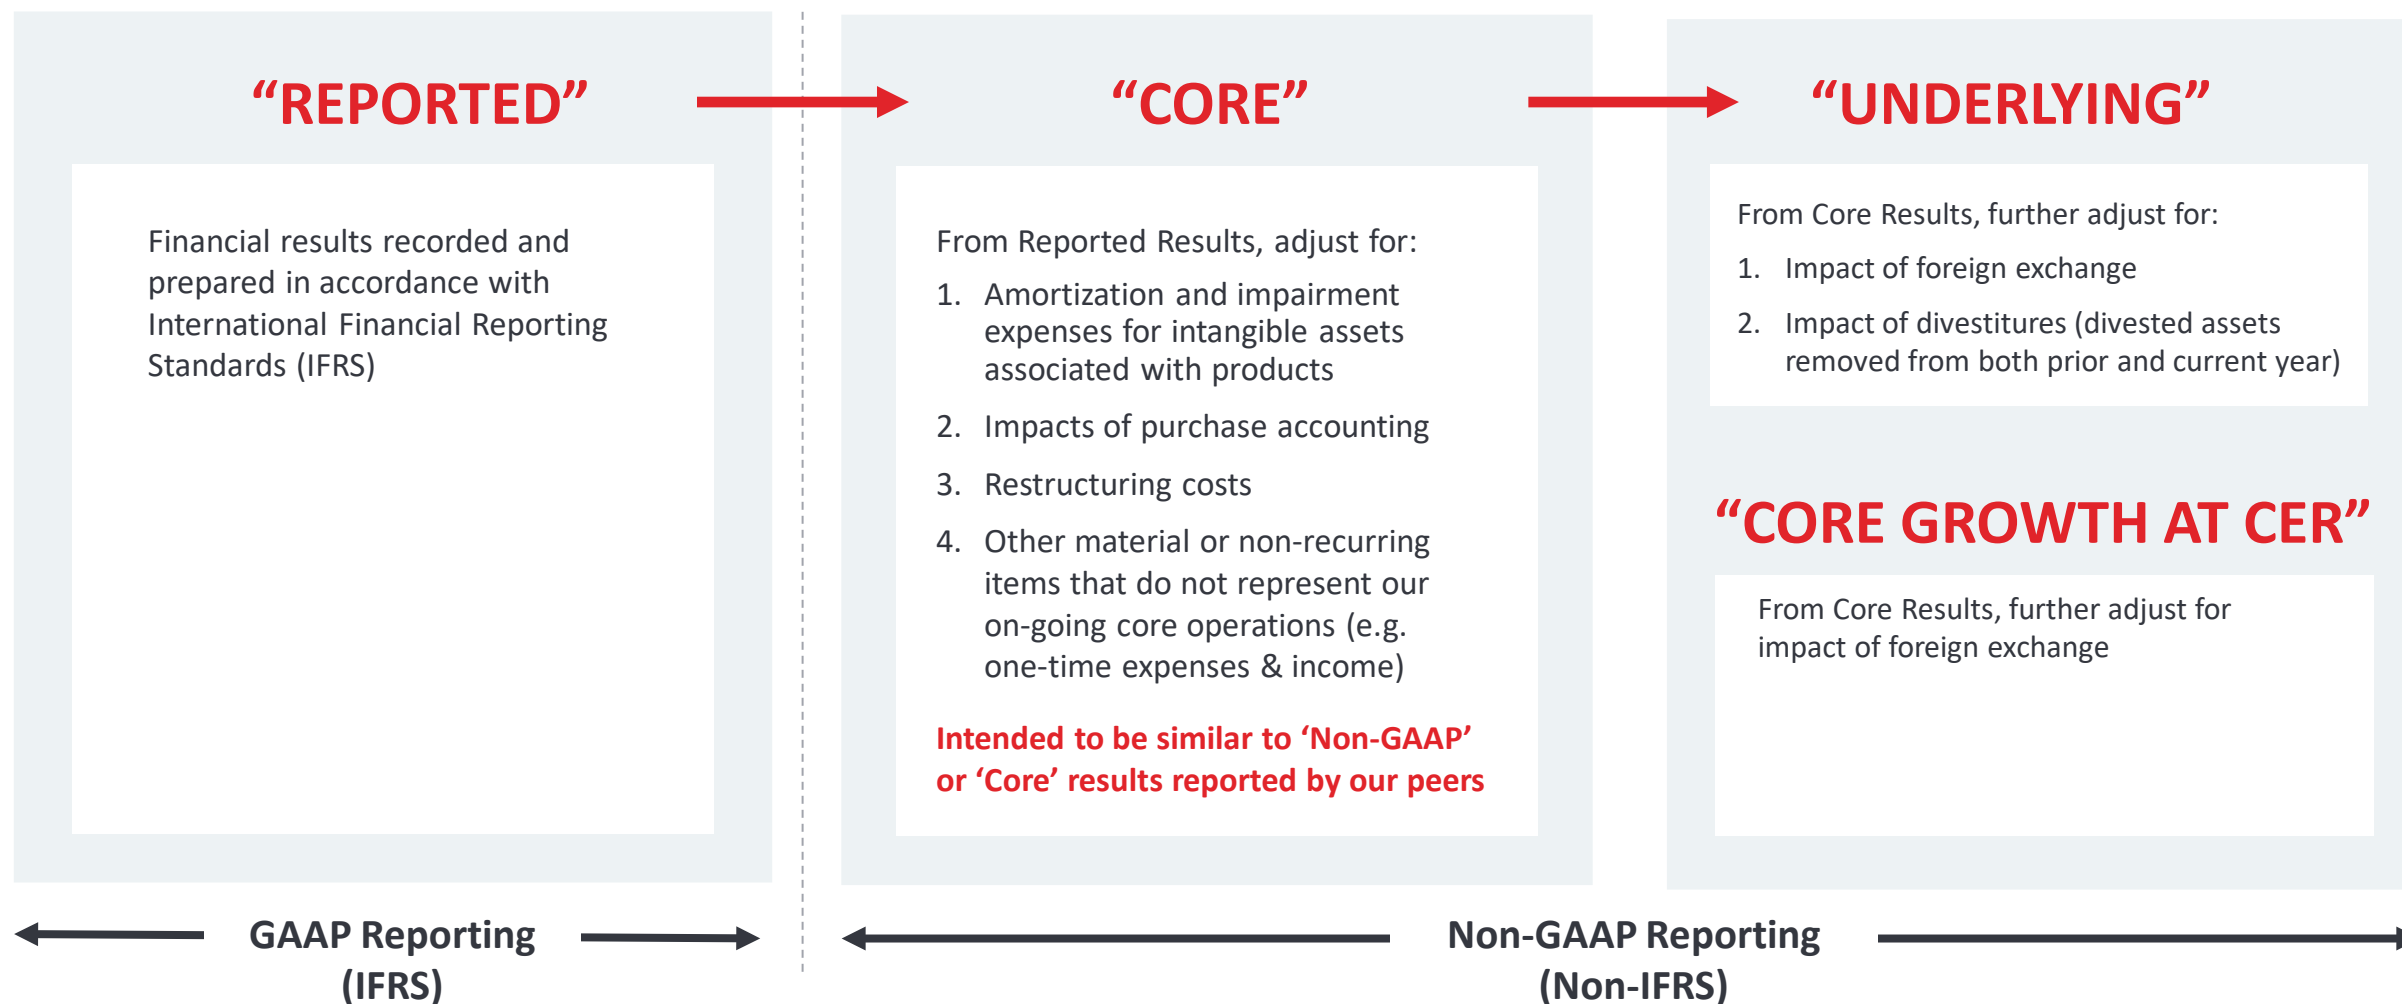 “REPORTED”
Financial results recorded and
prepared in accordance with
International Financial Reporting
Standards (IFRS)
“CORE”
From Reported Results, adjust for:
1. Amortization and impairment
expenses for intangible assets
associated with products
2. Impacts of purchase accounting
3. Restructuring costs
4. Other material or non-recurring
items that do not represent our
on-going core operations (e.g.
one-time expenses & income)
Intended to be similar to ‘Non-GAAP’
or ‘Core’ results reported by our peers
“UNDERLYING”
From Core Results, further adjust for:
1. Impact of foreign exchange
2. Impact of divestitures (divested assets
removed from both prior and current year)
“CORE GROWTH AT CER”
From Core Results, further adjust for
impact of foreign exchange
GAAP Reporting
(IFRS)
Non-GAAP Reporting
(Non-IFRS)